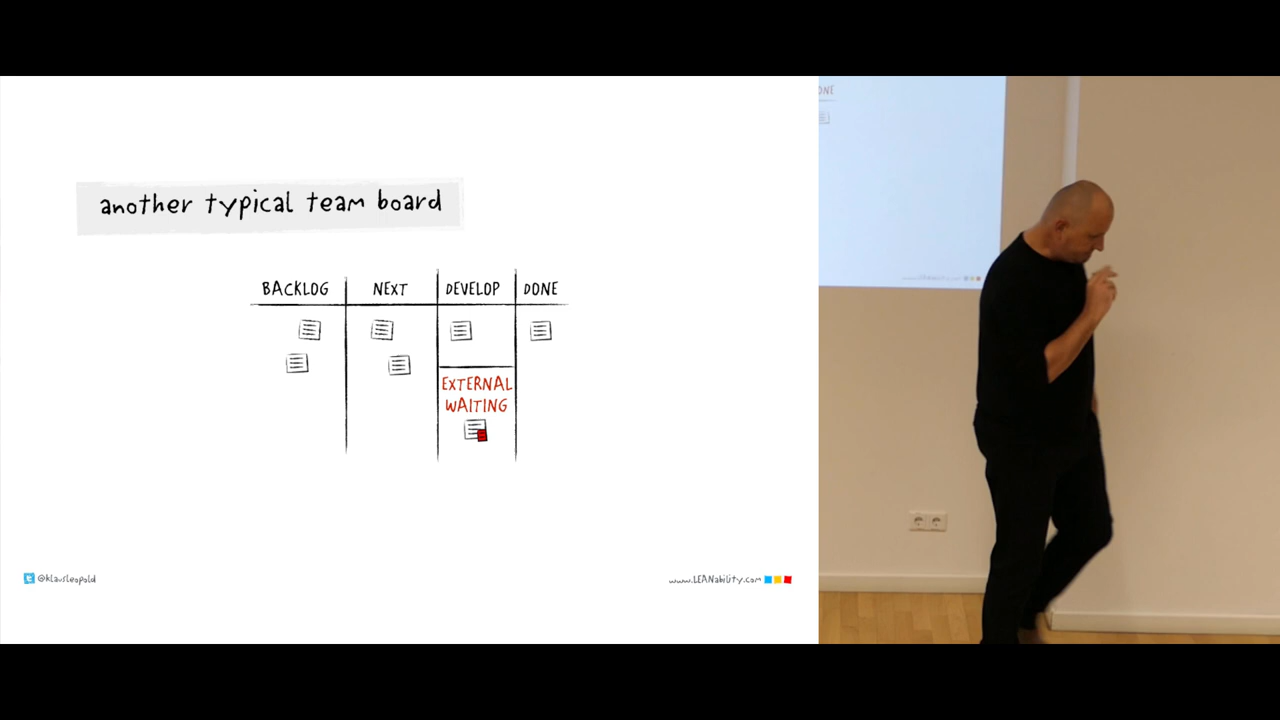 another typical team board
BACKLOG NEXT DEVELOP DONE
EXTERNAL
WAITING
@klausleopold
www.LEANability.com